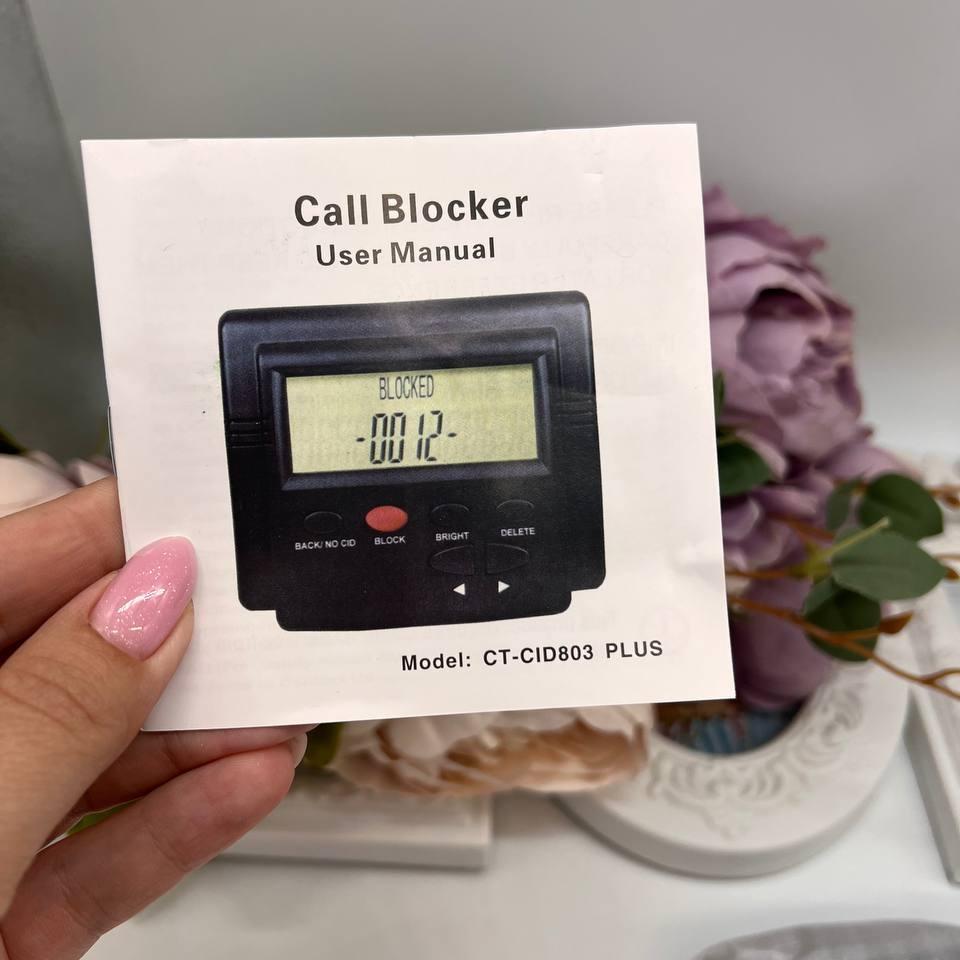 Call Blocker
User Manual
BLOCKED
-0012-
BACK/ NO CID BLOCK BRIGHT DELETE
Model: CT-CID803 PLUS